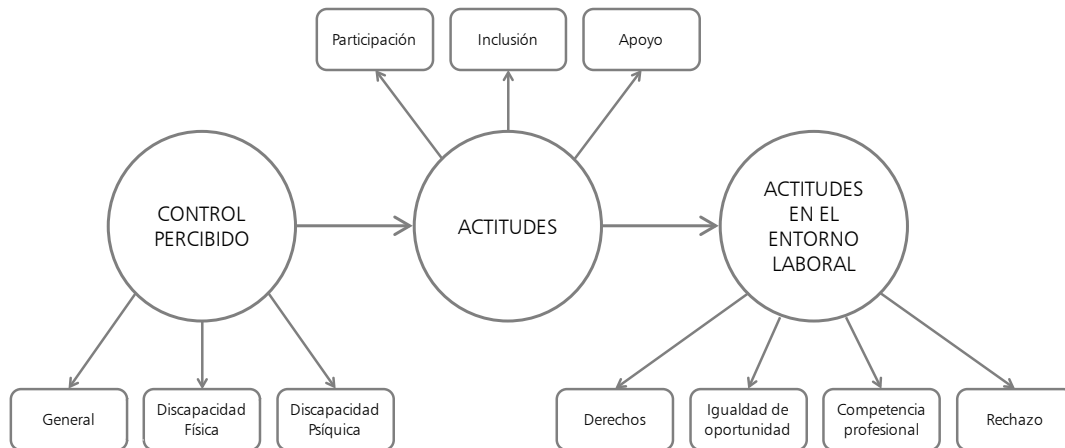 Participación
Inclusión
Apoyo
CONTROL
PERCIBIDO
ACTITUDES
ACTITUDES
EN EL
ENTORNO
LABORAL
General
Discapacidad
Física
Discapacidad
Psíquica
Derechos
Igualdad de
oportunidad
Competencia
profesional
Rechazo